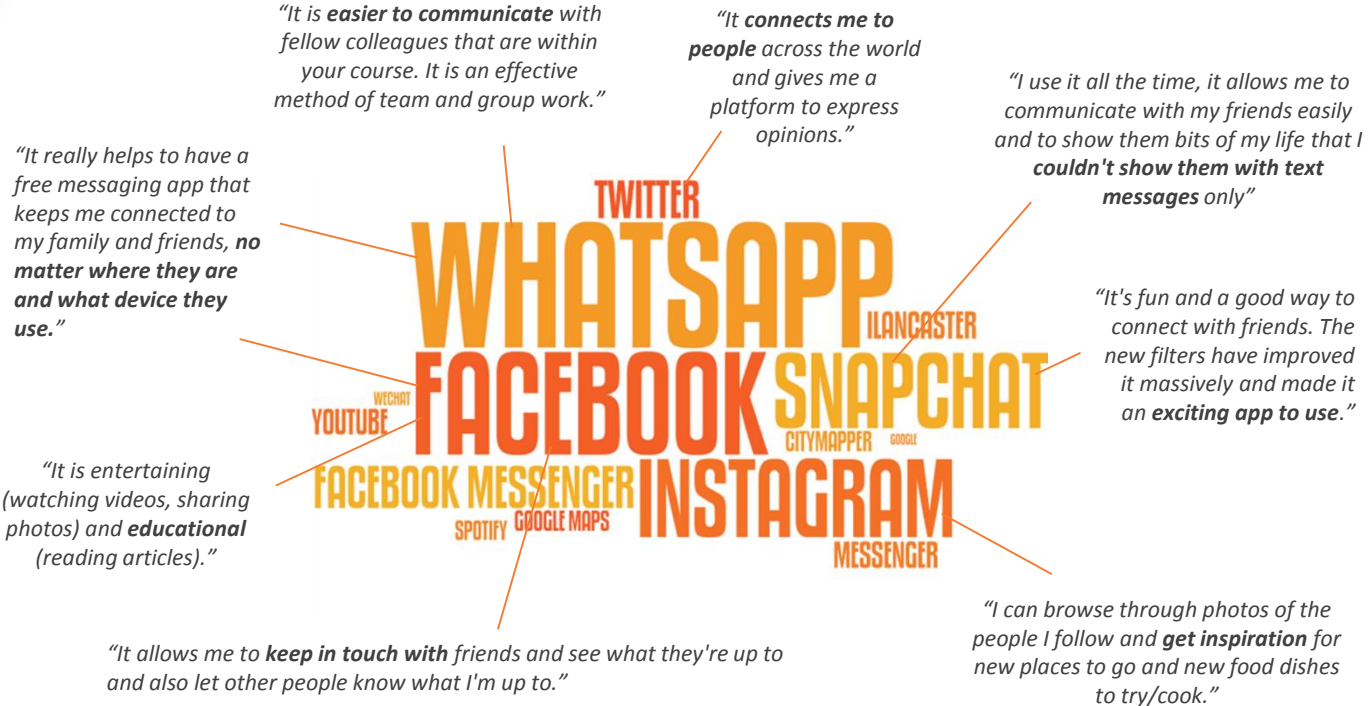 “It is easier to communicate with
fellow colleagues that are within
your course. It is an effective
method of team and group work.”
“It connects me to
people across the world
and gives me a
platform to express
opinions.”
“I use it all the time, it allows me to
communicate with my friends easily
and to show them bits of my life that I
couldn't show them with text
messages only”
“It really helps to have a
free messaging app that
keeps me connected to
my family and friends, no
matter where they are
and what device they
use.”
TWITTER
WHATSAPP
ILANCASTER
“It's fun and a good way to
connect with friends. The
new filters have improved
it massively and made it
an exciting app to use.”
FACEBOOK
SNAPCHAT
WECHAT
YOUTUBE
CITYMAPPER
GOOGLE
FACEBOOK MESSENGER
INSTAGRAM
SPOTIFY
GOOGLE MAPS
MESSENGER
“It is entertaining
(watching videos, sharing
photos) and educational
(reading articles).”
“It allows me to keep in touch with friends and see what they're up to
and also let other people know what I'm up to.”
“I can browse through photos of the
people I follow and get inspiration for
new places to go and new food dishes
to try/cook.”